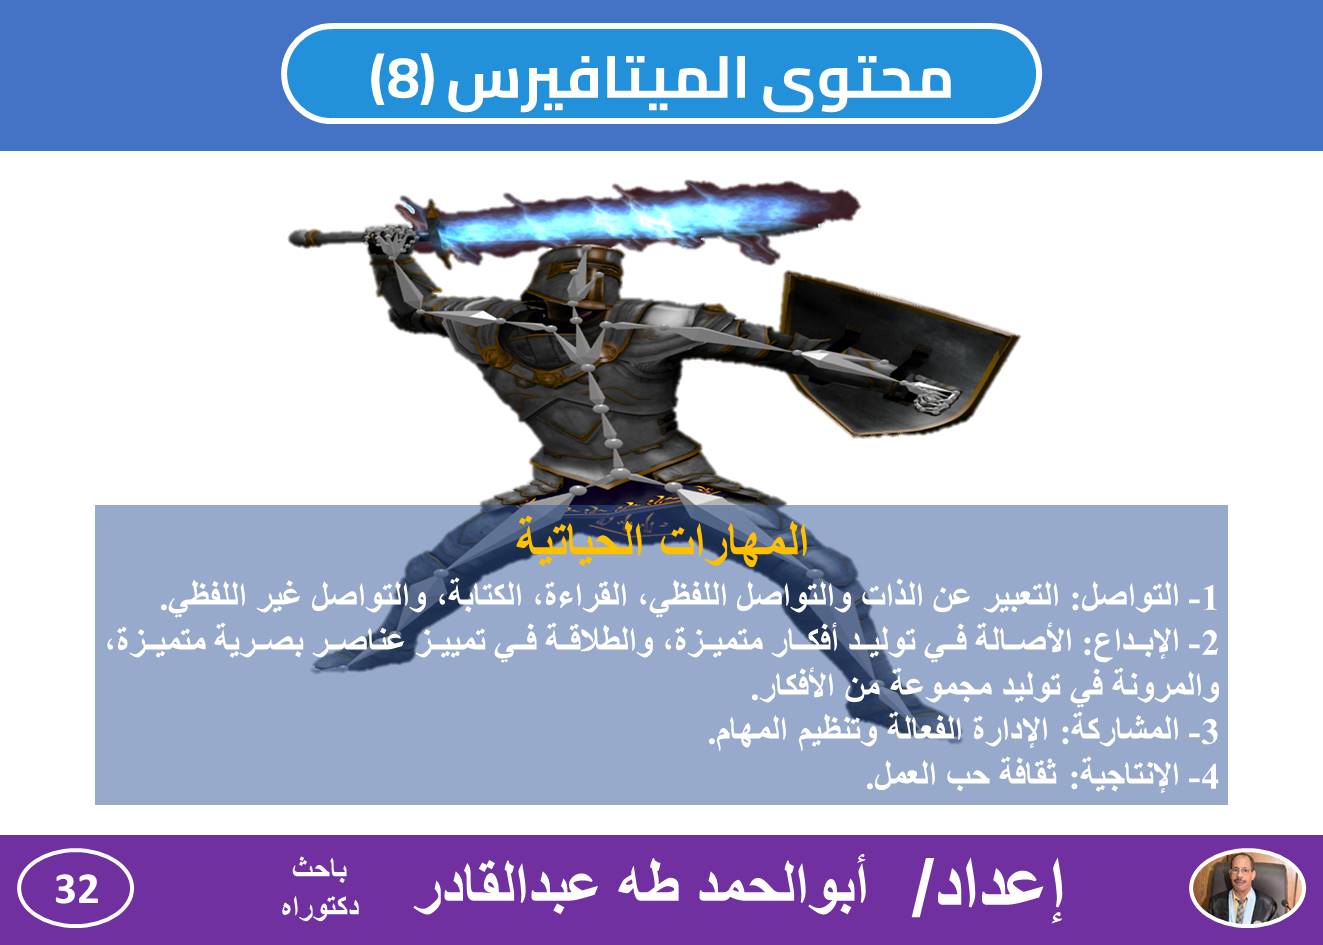 محتوى الميتافيرس (8)
المهارات الحياتية
1- التواصل: التعبير عن الذات والتواصل اللفظي، القراءة، الكتابة، والتواصل غير اللفظي.
2- الإبداع: الأصالة في توليد أفكار متميزة، والطلاقة في تمييز عناصر بصرية متميزة،
والمرونة في توليد مجموعة من الأفكار.
3- المشاركة: الإدارة الفعالة وتنظيم المهام.
4- الإنتاجية: ثقافة حب العمل.
إعداد/ أبوالحمد طه عبدالقادر
باحث
دكتوراه
32